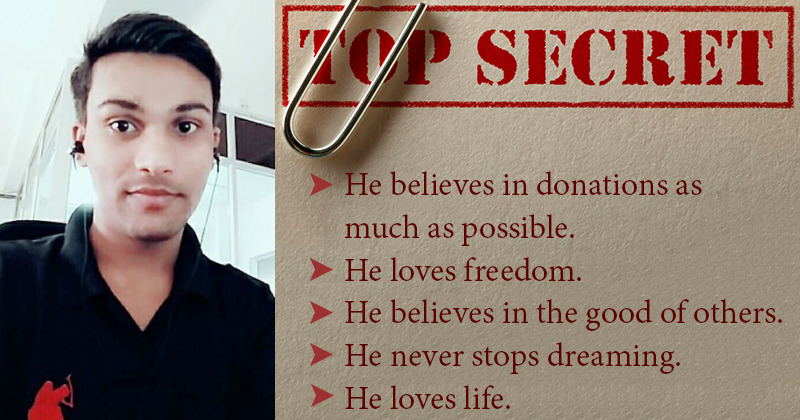 TOP SECRET
He believes in donations as
much as possible.
He loves freedom.
He believes in the good of others.
He never stops dreaming.
He loves life.